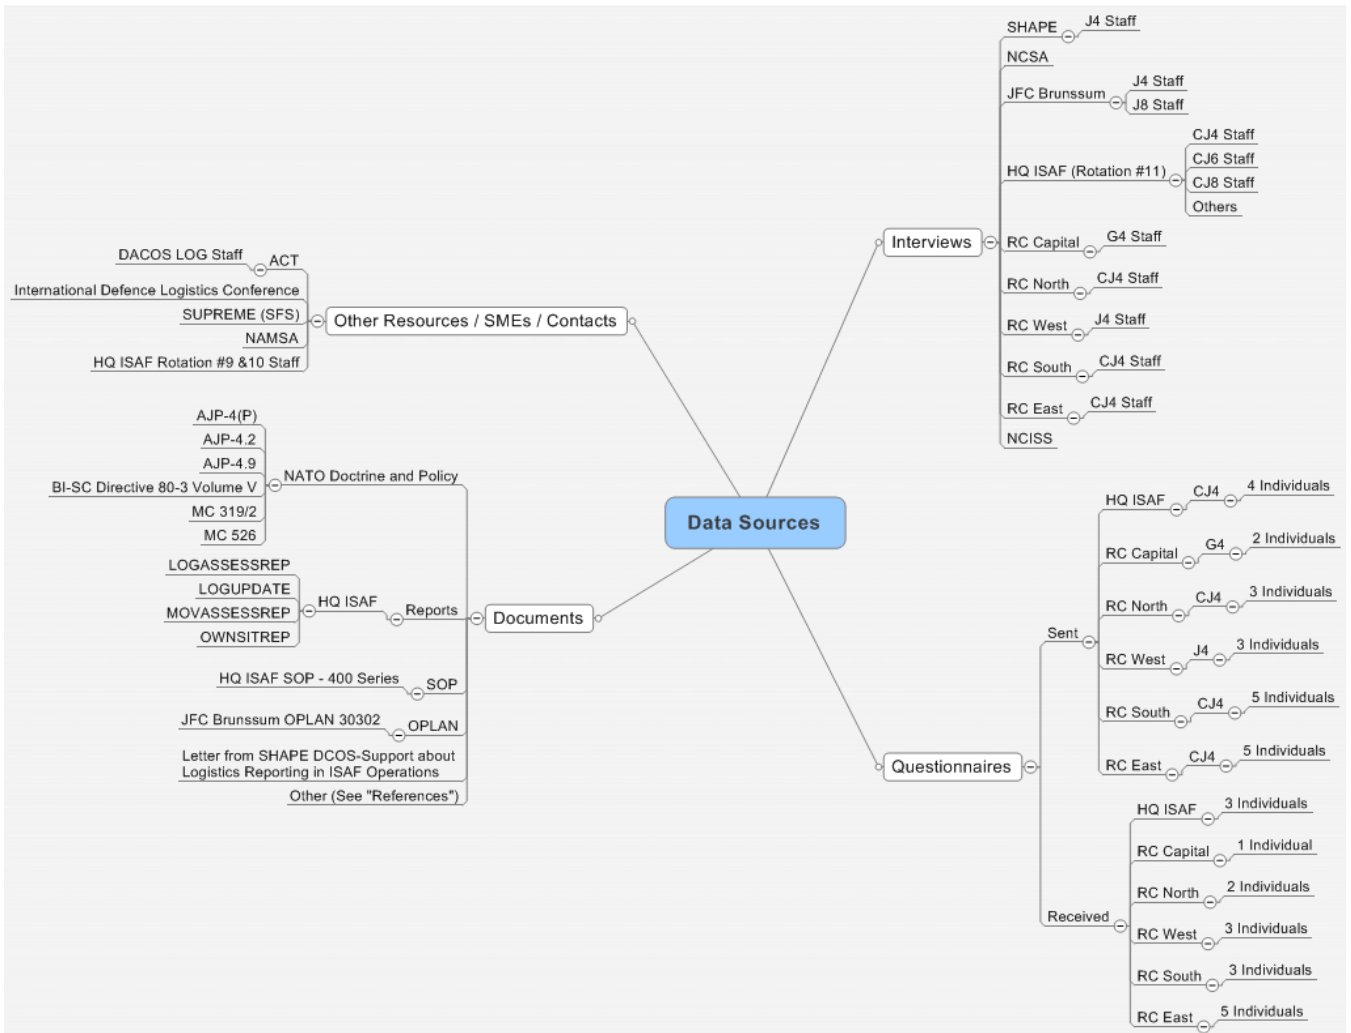 Data Sources
Interviews
SHAPE
J4 Staff
NCSA
JFC Brunssum
J4 Staff
J8 Staff
HQ ISAF (Rotation #11)
CJ4 Staff
CJ6 Staff
CJ8 Staff
Others
RC Capital
G4 Staff
RC North
CJ4 Staff
RC West
J4 Staff
RC South
CJ4 Staff
RC East
CJ4 Staff
NCISS
Questionnaires
Sent
HQ ISAF
CJ4
4 Individuals
RC Capital
G4
2 Individuals
RC North
CJ4
3 Individuals
RC West
J4
3 Individuals
RC South
CJ4
5 Individuals
RC East
CJ4
5 Individuals
Received
HQ ISAF
3 Individuals
RC Capital
1 Individual
RC North
2 Individuals
RC West
3 Individuals
RC South
3 Individuals
RC East
5 Individuals
Other Resources / SMEs / Contacts
ACT
DACOS LOG Staff
International Defence Logistics Conference
SUPREME (SFS)
NAMSA
HQ ISAF Rotation #9 &10 Staff
Documents
NATO Doctrine and Policy
AJP-4(P)
AJP-4.2
AJP-4.9
BI-SC Directive 80-3 Volume V
MC 319/2
MC 526
Reports
HQ ISAF
LOGASSESSREP
LOGUPDATE
MOVASSESSREP
OWNSITREP
SOP
HQ ISAF SOP - 400 Series
OPLAN
JFC Brunssum OPLAN 30302
Letter from SHAPE DCOS-Support about
Logistics Reporting in ISAF Operations
Other (See "References")